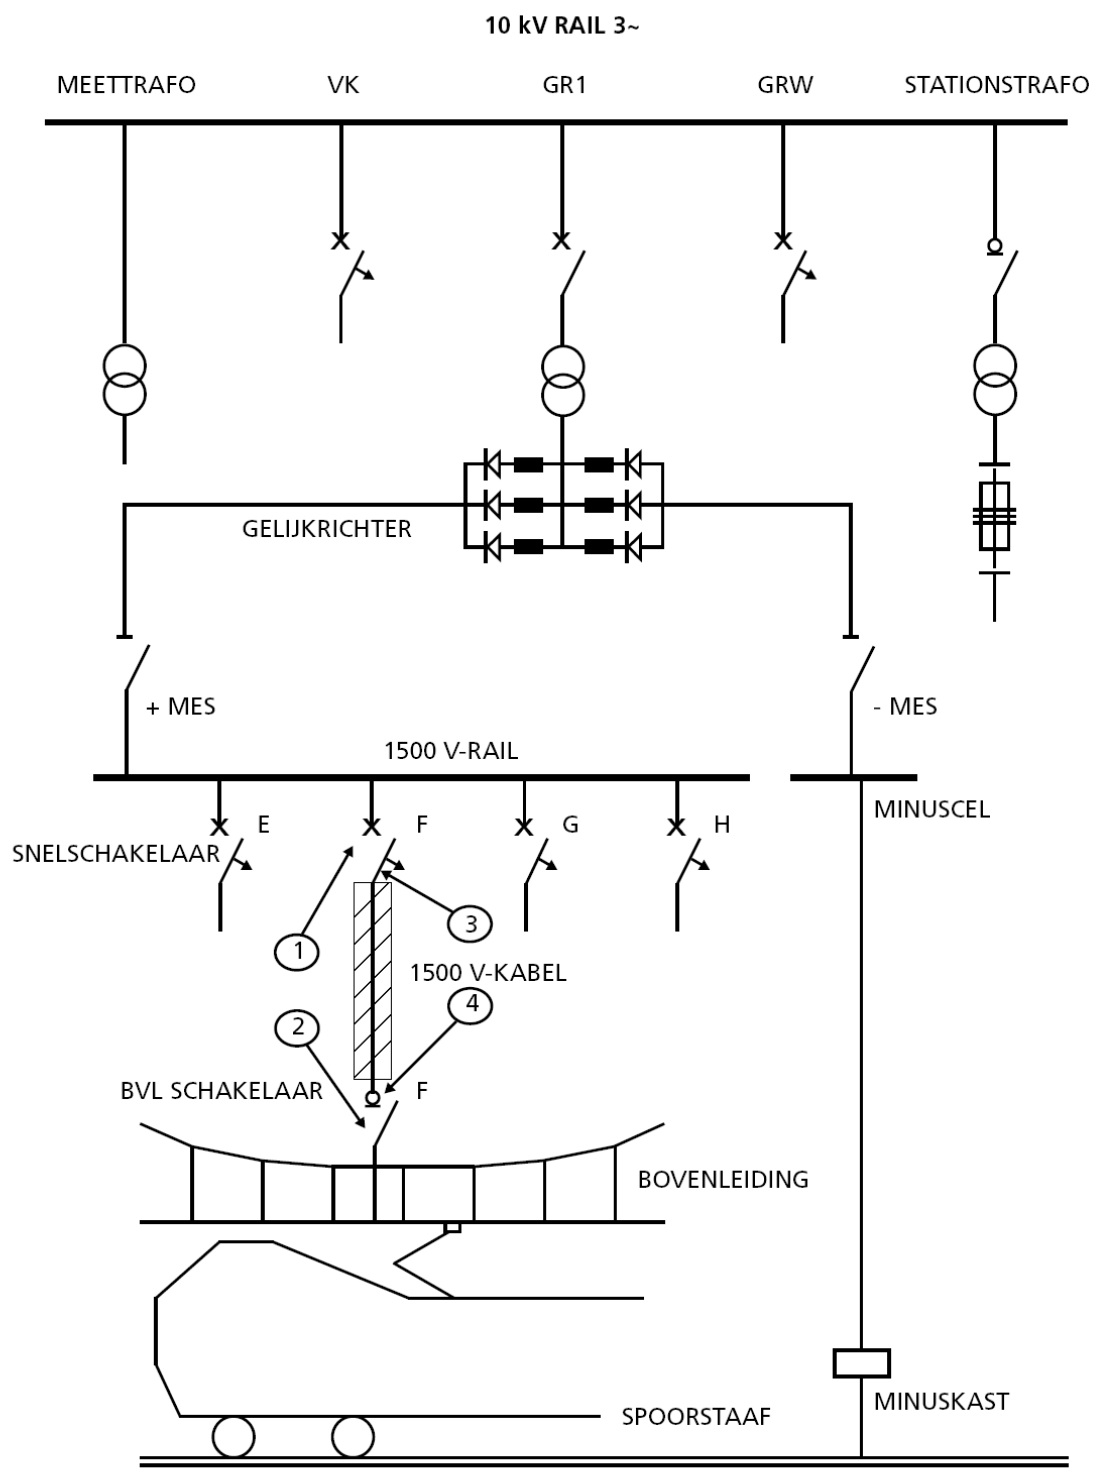 10 kV RAIL 3~
MEETTRAFO VK GR1 GRW STATIONSTRAFO
GELIJKRICHTER
+ MES
- MES
1500 V-RAIL
MINUSCEL
E F G H
SNELSCHAKELAAR
3
1
1500 V-KABEL
4
2
BVL SCHAKELAAR F
BOVENLEIDING
MINUSKAST
SPOORSTAAF